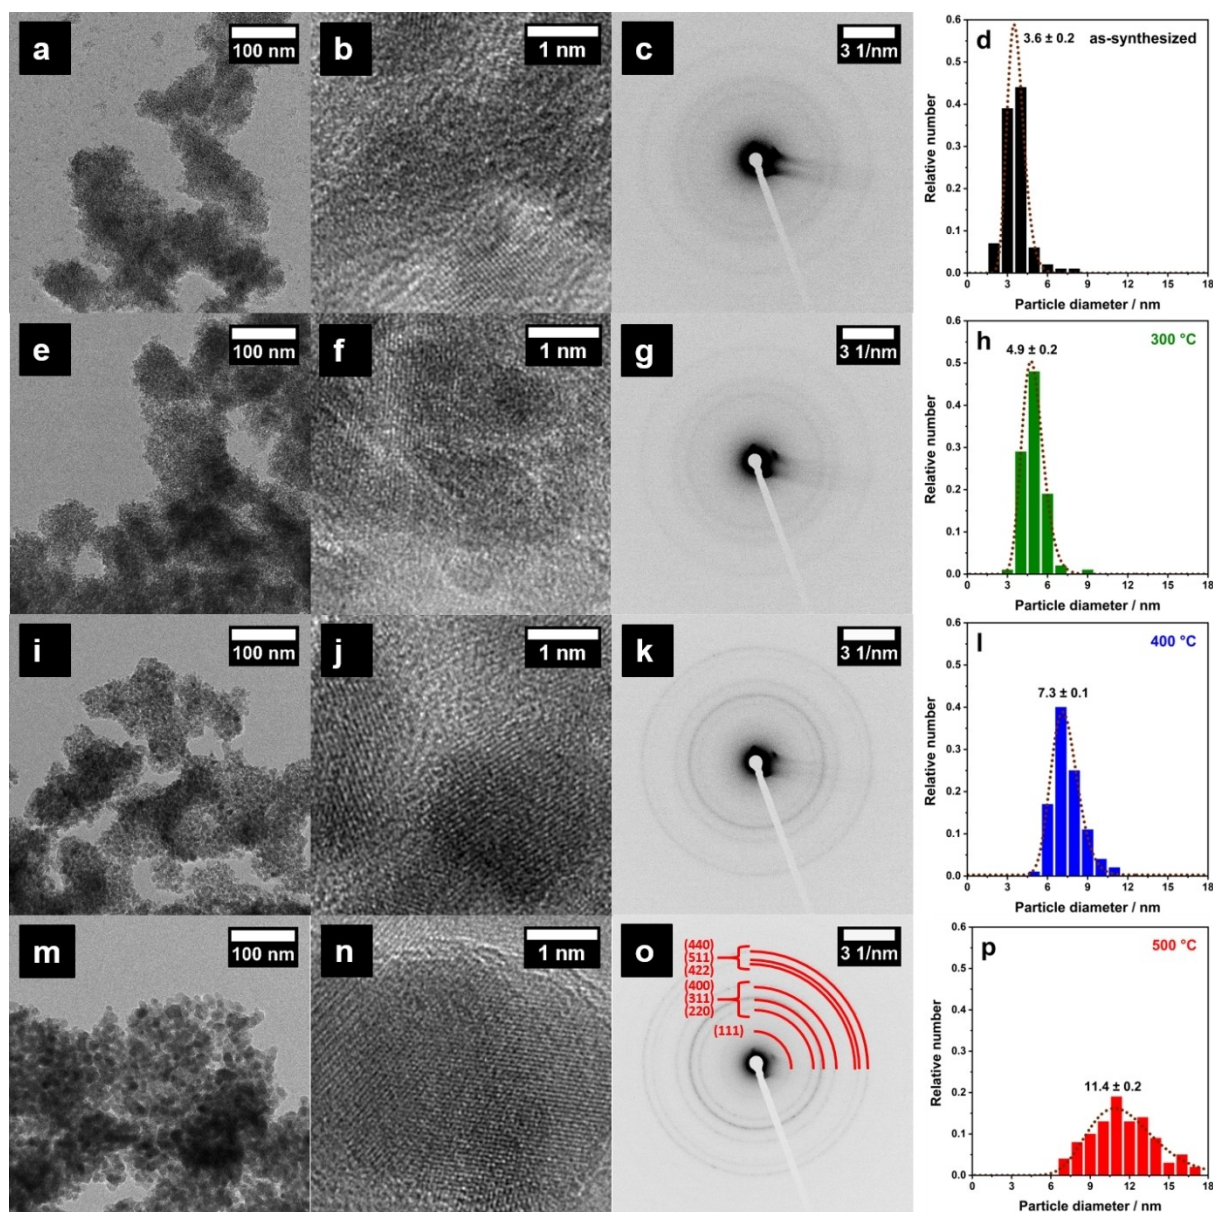 a
100 nm
b
1 nm
c
3 1/nm
d
as-synthesized
3.6 ± 0.2
Relative number
0.6
0.5
0.4
0.3
0.2
0.1
0.0
0 3 6 9 12 15 18
Particle diameter / nm
e
100 nm
f
1 nm
g
3 1/nm
h
300 °C
4.9 ± 0.2
Relative number
0.6
0.5
0.4
0.3
0.2
0.1
0.0
0 3 6 9 12 15 18
Particle diameter / nm
i
100 nm
j
1 nm
k
3 1/nm
l
400 °C
7.3 ± 0.1
Relative number
0.6
0.5
0.4
0.3
0.2
0.1
0.0
0 3 6 9 12 15 18
Particle diameter / nm
m
100 nm
n
1 nm
o
3 1/nm
(440)
(511)
(422)
(400)
(311)
(220)
(111)
p
500 °C
11.4 ± 0.2
Relative number
0.6
0.5
0.4
0.3
0.2
0.1
0.0
0 3 6 9 12 15 18
Particle diameter / nm